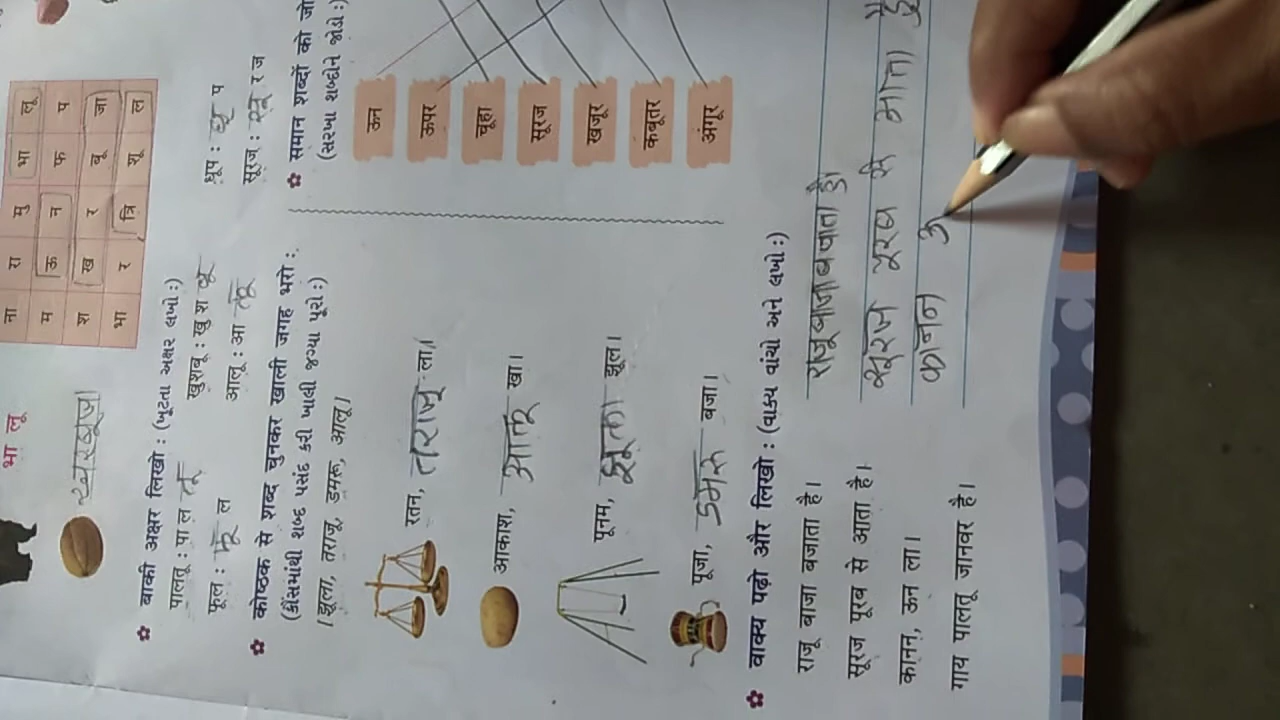 भा लू
खरबूजा
ना रा मु भा लू
म ऊ न फ प
श ख र बू जा
भा र त्रि शू ल
बाकी अक्षर लिखो : (ખૂટતા અક્ષર લખો :)
पालतू : पा ल तू
खुशबू : खु श बू
धूप : धू प
फूल : फू ल
आलू : आ लू
सूरज : सू र ज
कोष्ठक से शब्द चुनकर खाली जगह भरो :
(કૌંસમાંથી શબ્દ પસંદ કરી ખાલી જગ્યા પૂરો :)
(झूला, तराजू, डमरू, आलू)
रतन, तराजू ला।
आकाश, आलू खा।
पूनम, झूला झूल।
पूजा, डमरू बजा।
समान शब्दों को जो
(સરખા શબ્દોને જોડો :)
ऊन
ऊपर
चूहा
सूरज
खजूर
कबूतर
अंगूर
वाक्य पढ़ो और लिखो : (વાક્ય વાંચો અને લખો :)
राजू बाजा बजाता है।
राजू बाजा बजाता है।
सूरज पूरब से आता है।
सूरज पूरब से आता है
कानन, ऊन ला।
कानन
गाय पालतू जानवर है।